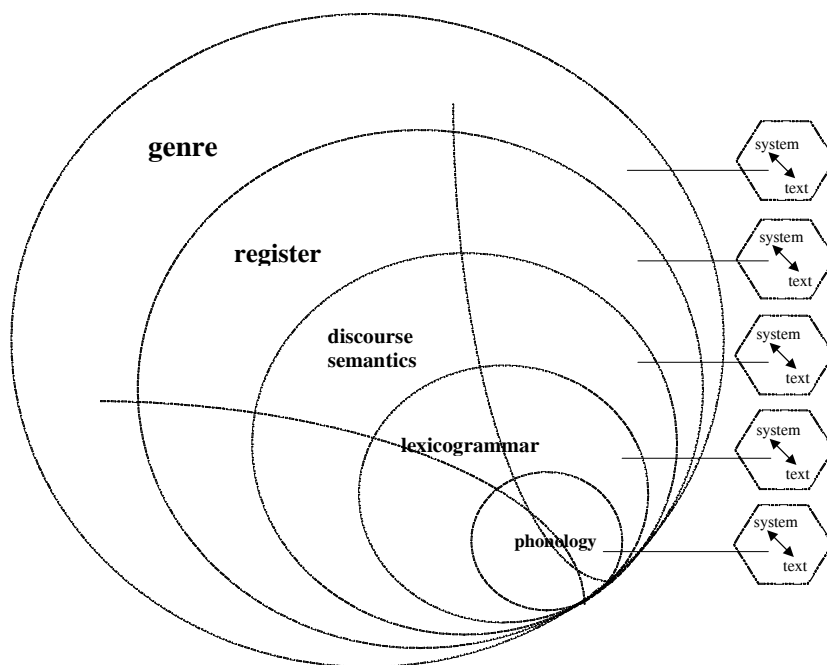 genre
register
discourse
semantics
lexicogrammar
phonology
system
text
system
text
system
text
system
text
system
text